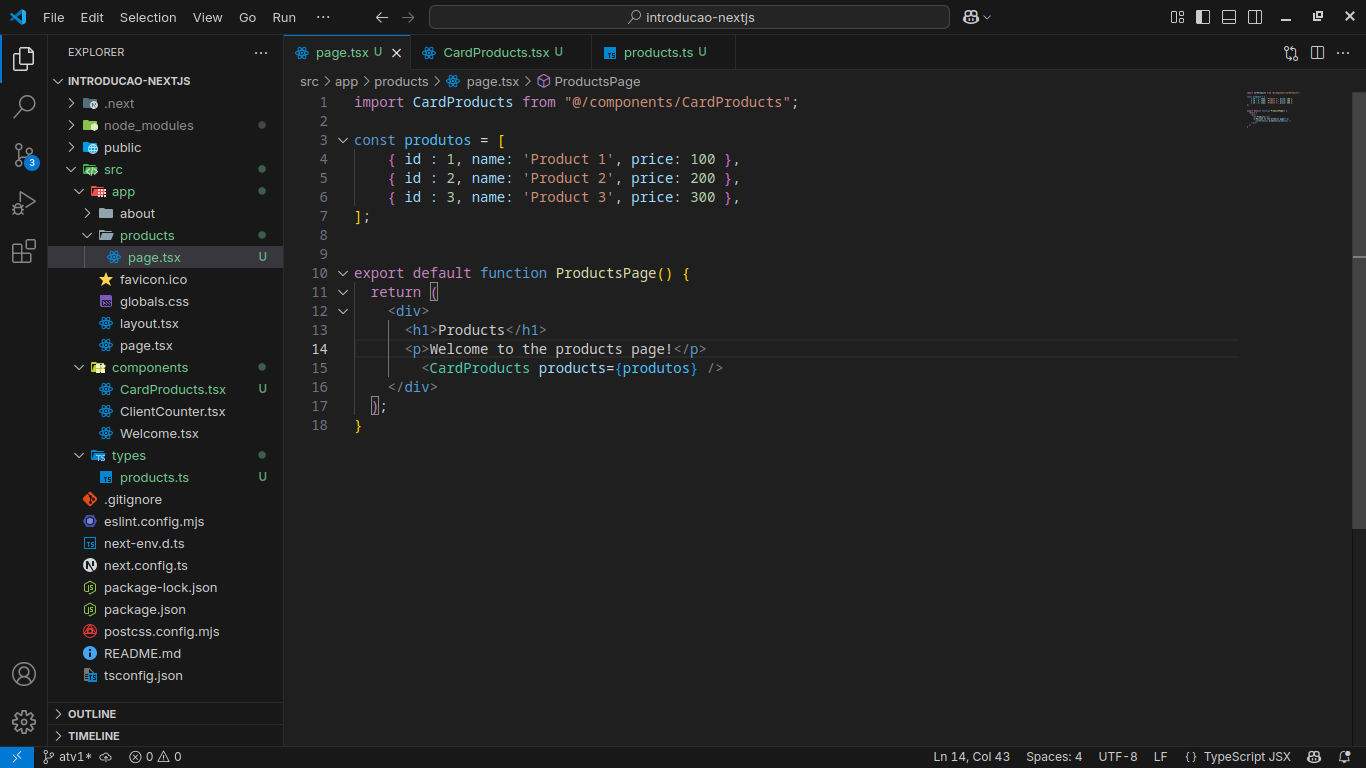 File Edit Selection View Go Run ··· introducao-nextjs
EXPLORER ···
INTRODUCAO-NEXTJS
.next
node_modules
public
src
app
about
products
page.tsx U
favicon.ico
globals.css
layout.tsx
page.tsx
components
CardProducts.tsx U
ClientCounter.tsx
Welcome.tsx
types
products.ts U
.gitignore
eslint.config.mjs
next-env.d.ts
next.config.ts
package-lock.json
package.json
postcss.config.mjs
README.md
tsconfig.json
OUTLINE
TIMELINE
3
page.tsx U CardProducts.tsx U products.ts U
src > app > products > page.tsx > ProductsPage
1 import CardProducts from "@/components/CardProducts";
2
3 const produtos = [
4 { id : 1, name: 'Product 1', price: 100 },
5 { id : 2, name: 'Product 2', price: 200 },
6 { id : 3, name: 'Product 3', price: 300 },
7 ];
8
9
10 export default function ProductsPage() {
11 return (
12 <div>
13 <h1>Products</h1>
14 <p>Welcome to the products page!</p>
15 <CardProducts products={produtos} />
16 </div>
17 );
18 }
atv1* 0 0 Ln 14, Col 43 Spaces: 4 UTF-8 LF {} TypeScript JSX